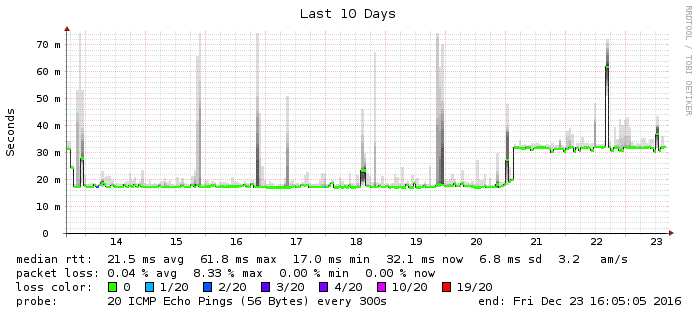 Last 10 Days
RRDTOOL / TOBI OETIKER
Seconds
70 m
60 m
50 m
40 m
30 m
20 m
10 m
0
14 15 16 17 18 19 20 21 22 23
median rtt: 21.5 ms avg 61.8 ms max 17.0 ms min 32.1 ms now 6.8 ms sd 3.2 am/s
packet loss: 0.04 % avg 8.33 % max 0.00 % min 0.00 % now
loss color: 0 1/20 2/20 3/20 4/20 10/20 19/20
probe: 20 ICMP Echo Pings (56 Bytes) every 300s end: Fri Dec 23 16:05:05 2016